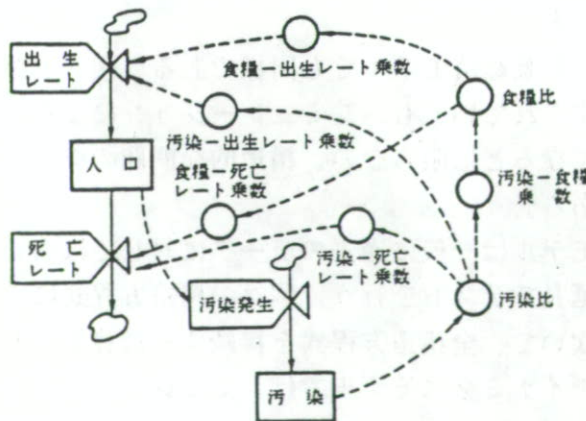 出生
レート
食糧－出生レート乗数
食糧比
汚染－出生レート乗数
人口
食糧－死亡
レート乗数
汚染－食糧
乗数
死亡
レート
汚染－死亡
レート乗数
汚染発生
汚染比
汚染